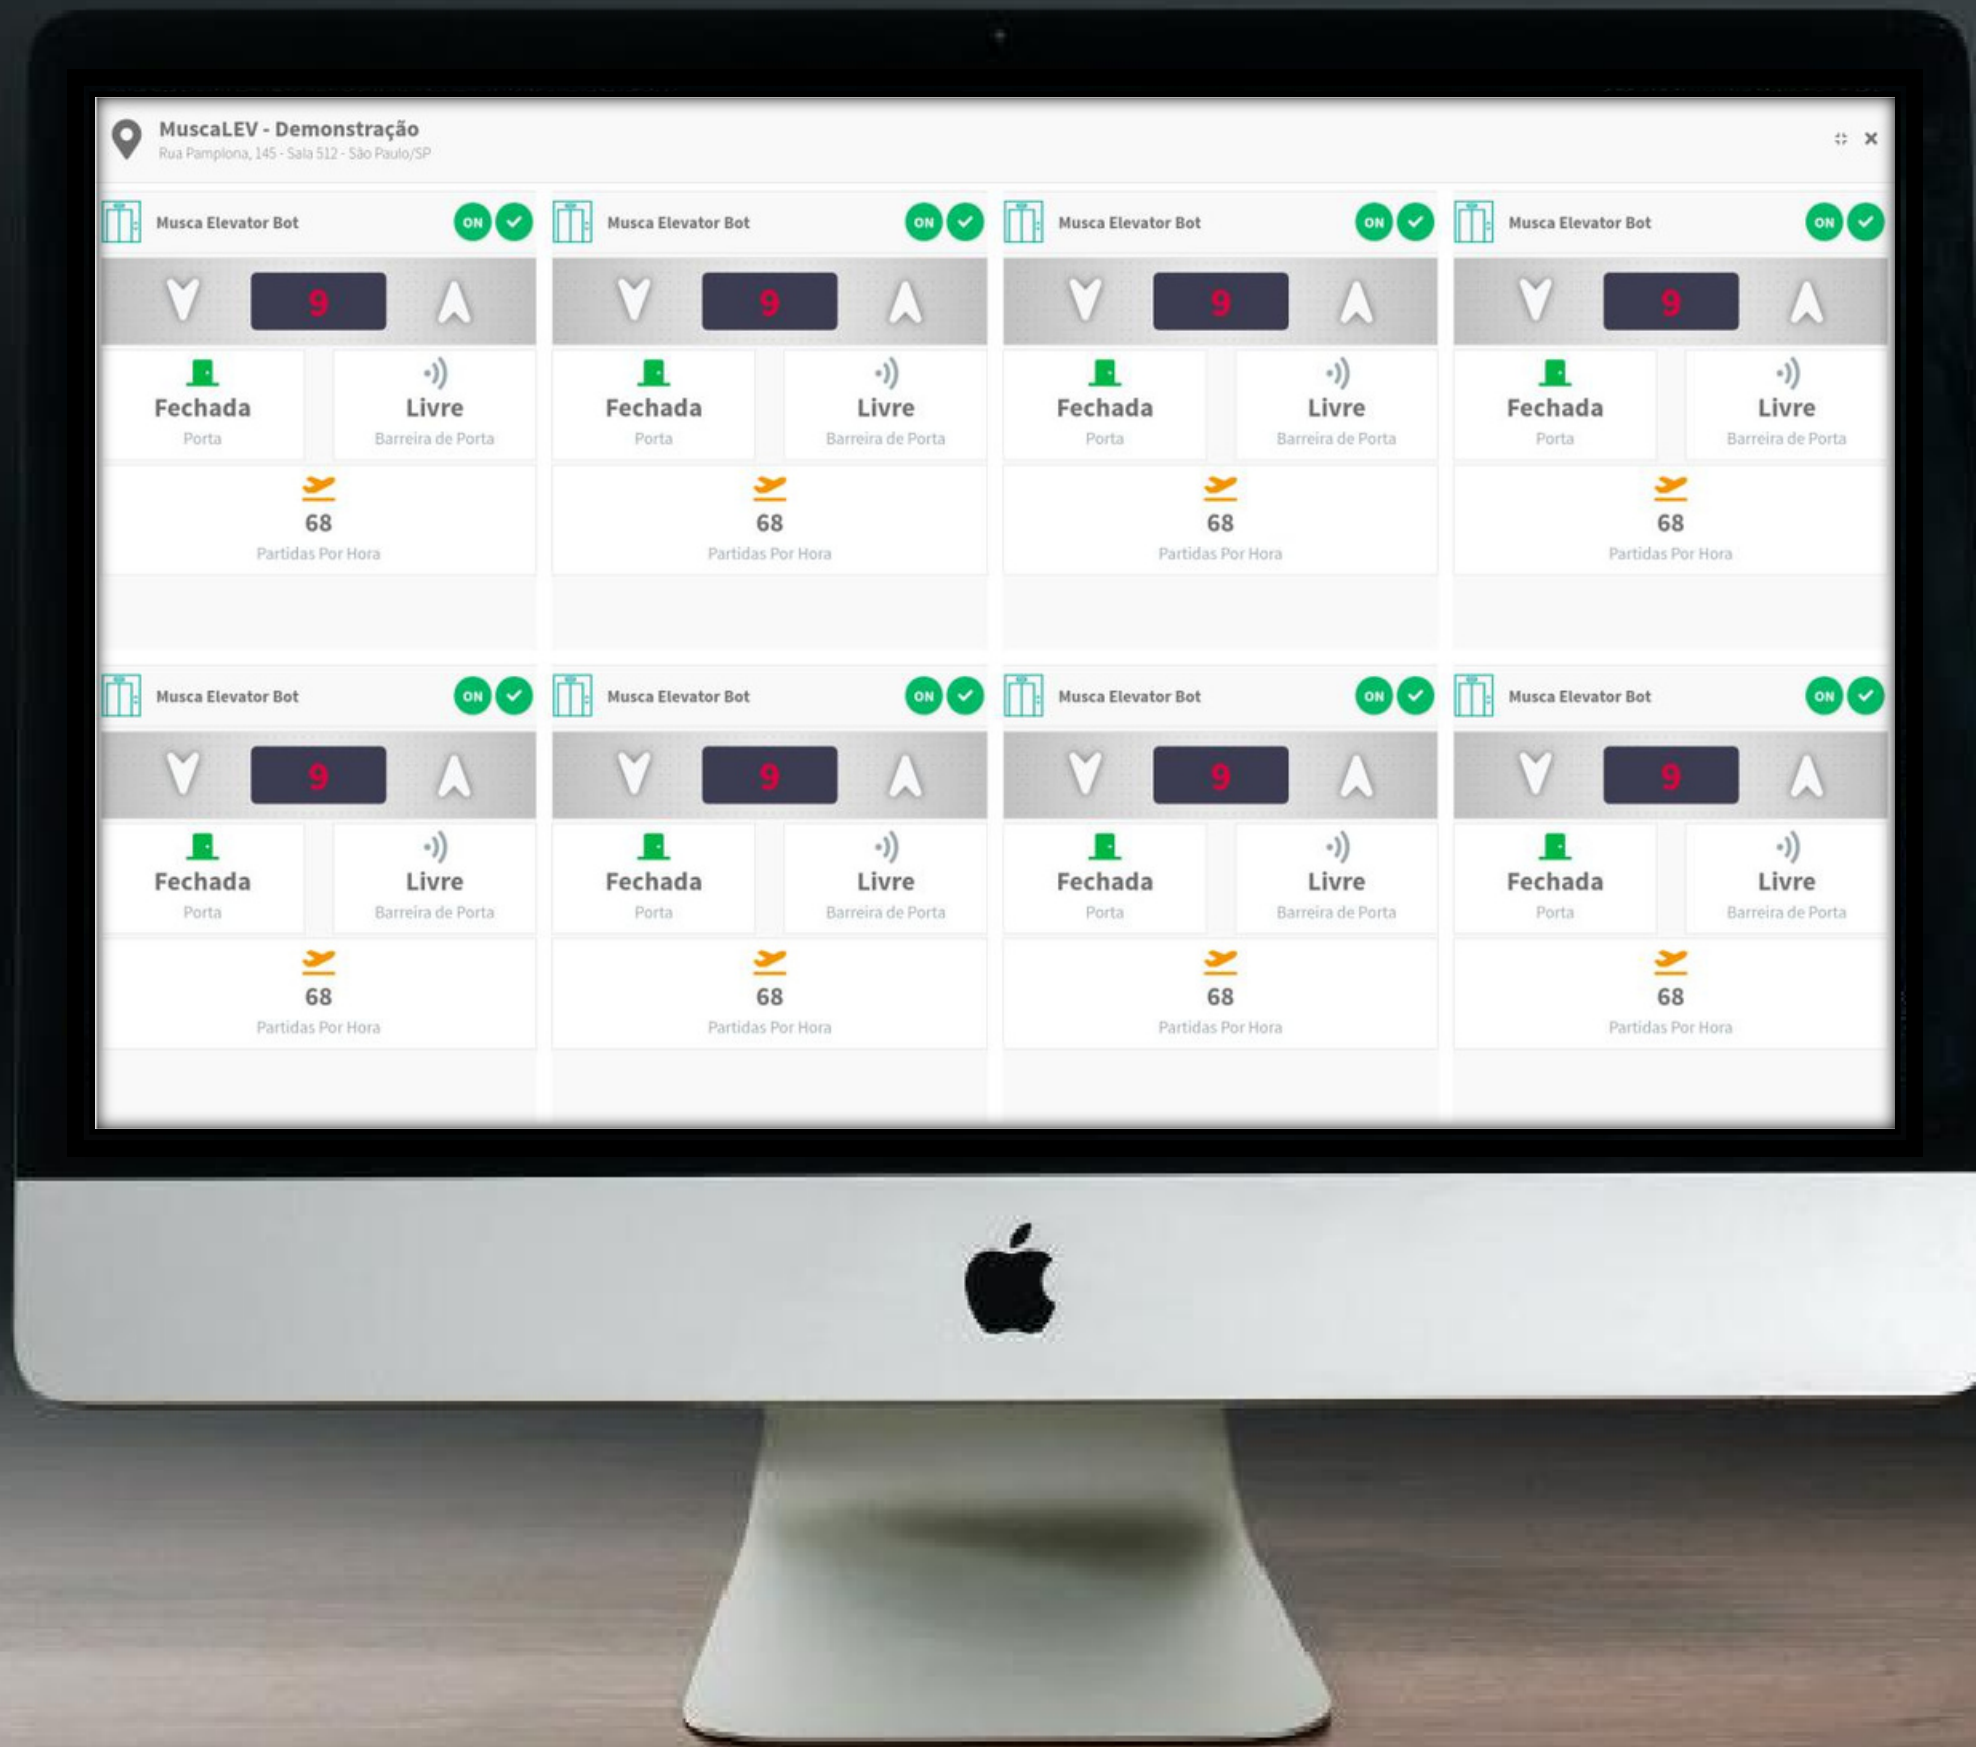 MuscaLEV - Demonstração
Rua Pamplona, 145 - Sala 512 - São Paulo/SP
Musca Elevator Bot ON
9
Fechada Livre
Porta Barreira de Porta
68
Partidas Por Hora
Musca Elevator Bot ON
9
Fechada Livre
Porta Barreira de Porta
68
Partidas Por Hora
Musca Elevator Bot ON
9
Fechada Livre
Porta Barreira de Porta
68
Partidas Por Hora
Musca Elevator Bot ON
9
Fechada Livre
Porta Barreira de Porta
68
Partidas Por Hora
Musca Elevator Bot ON
9
Fechada Livre
Porta Barreira de Porta
68
Partidas Por Hora
Musca Elevator Bot ON
9
Fechada Livre
Porta Barreira de Porta
68
Partidas Por Hora
Musca Elevator Bot ON
9
Fechada Livre
Porta Barreira de Porta
68
Partidas Por Hora
Musca Elevator Bot ON
9
Fechada Livre
Porta Barreira de Porta
68
Partidas Por Hora